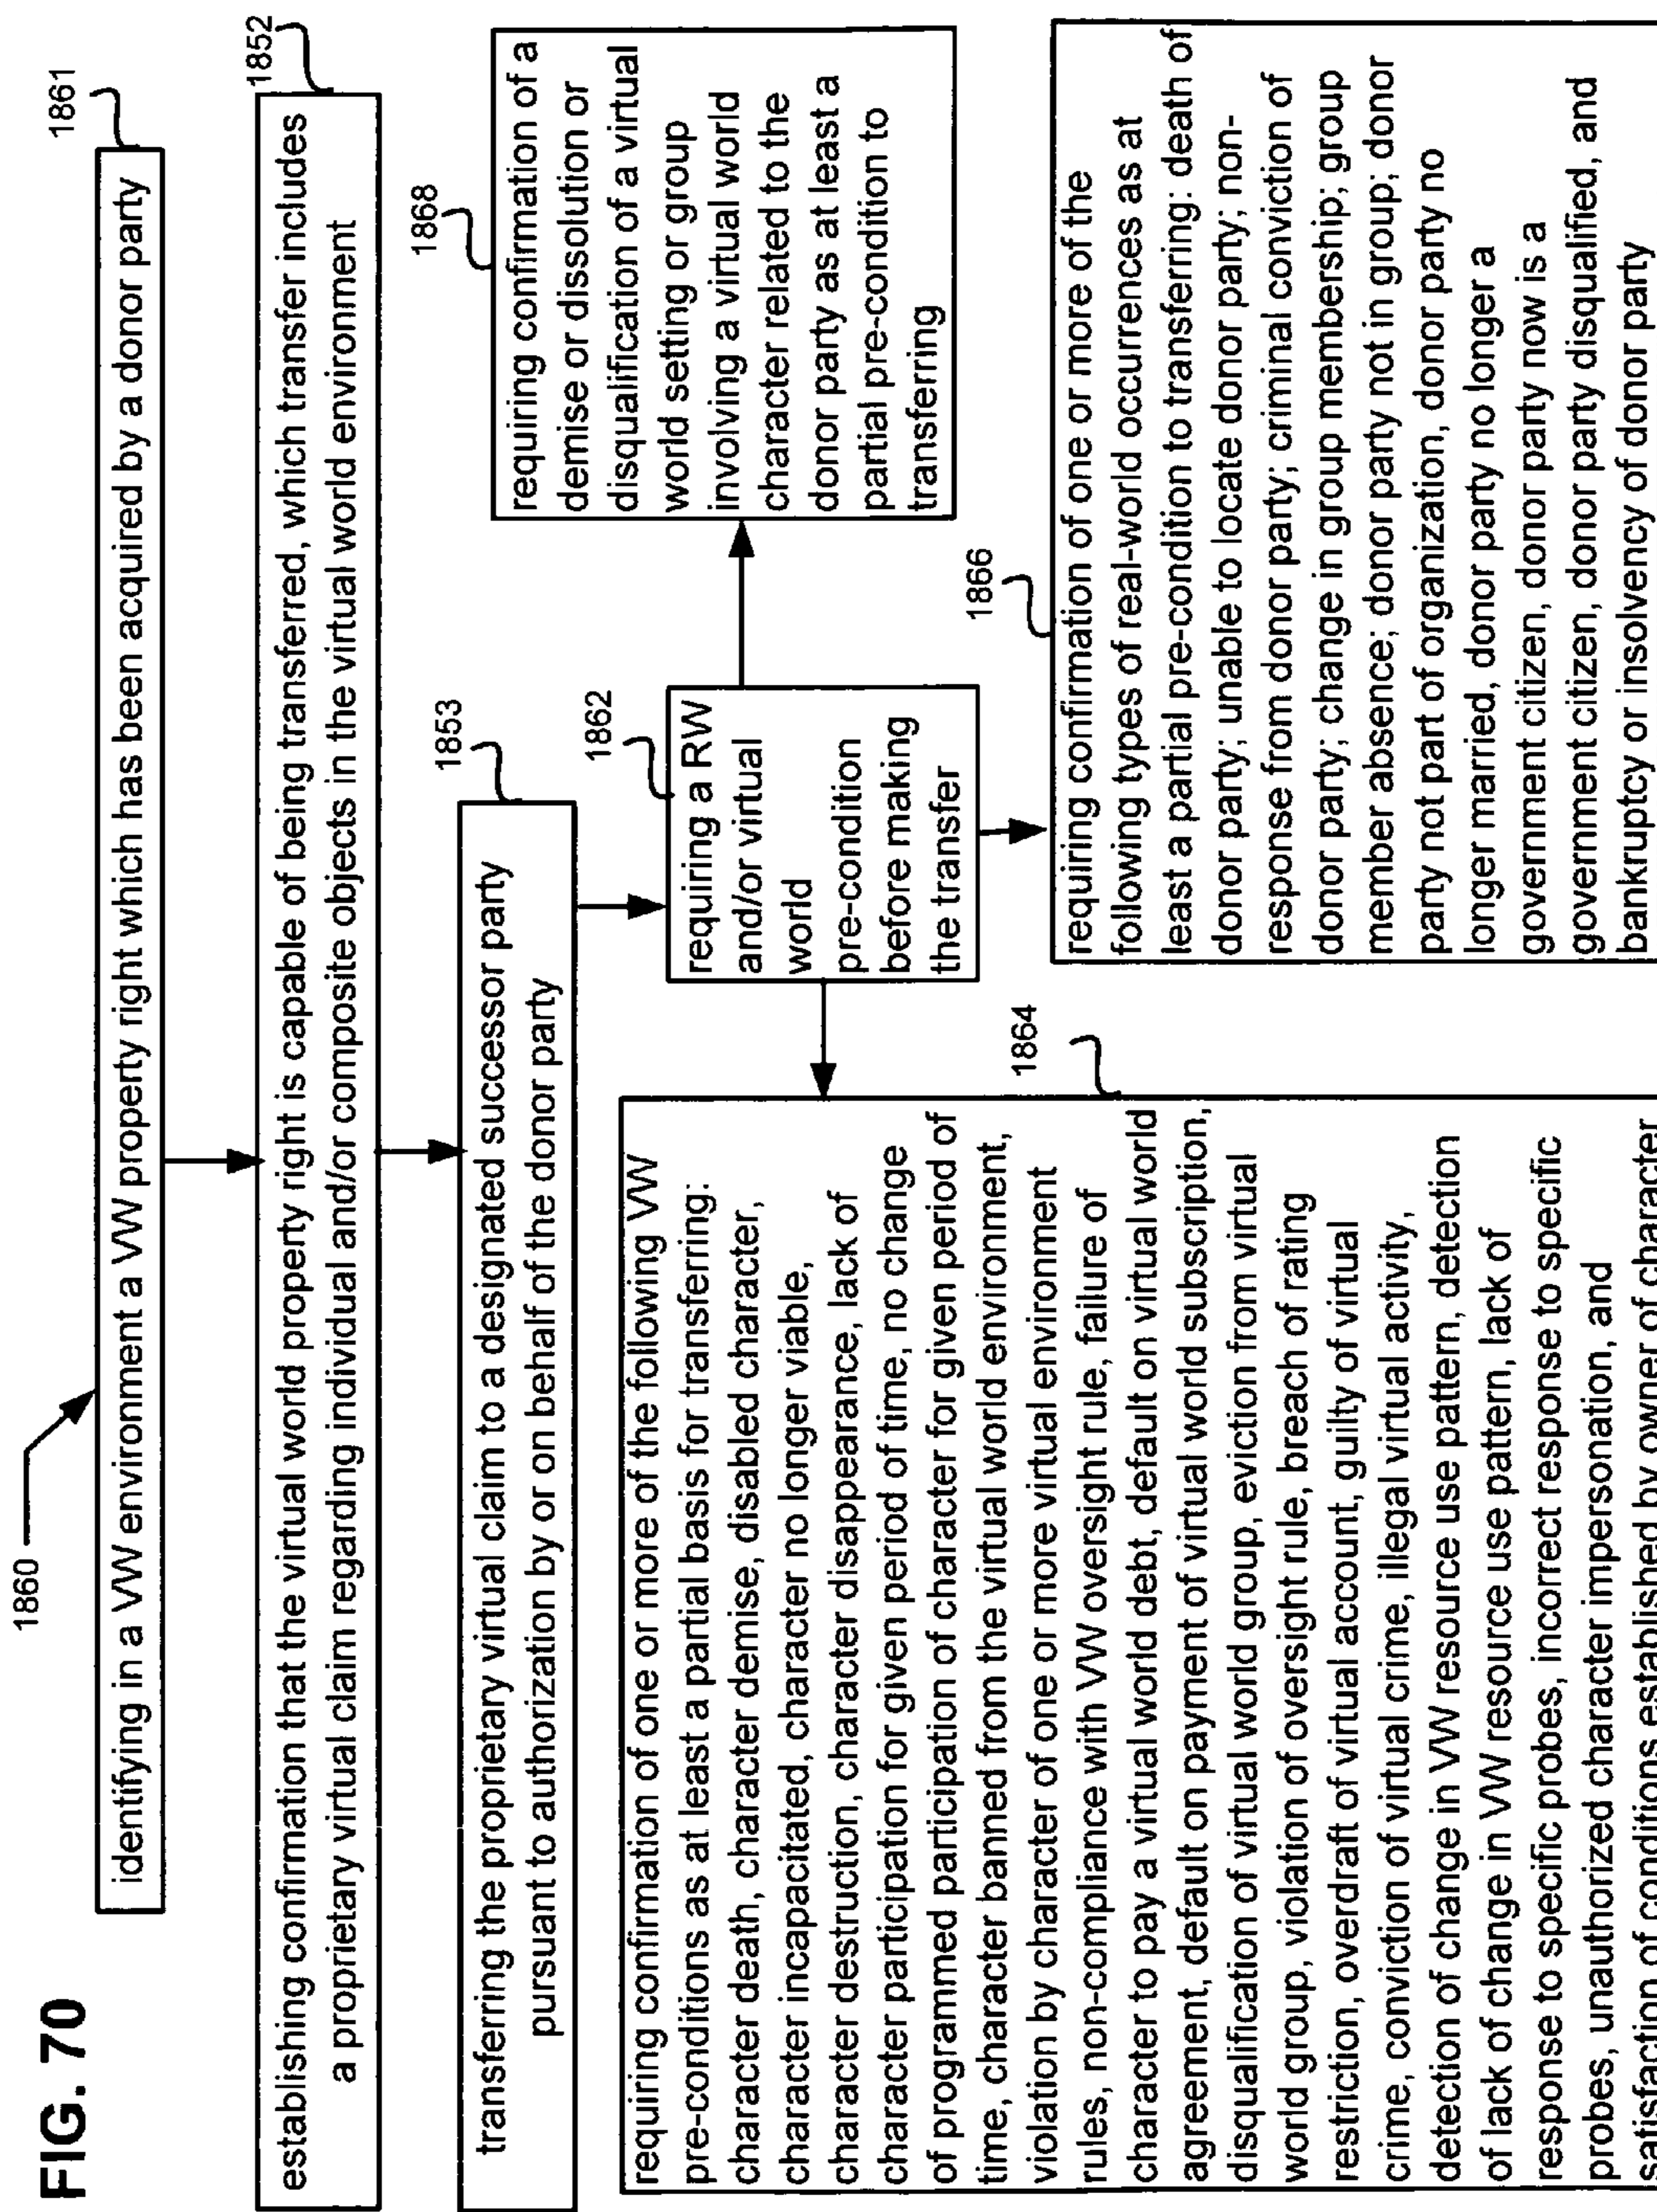 FIG. 70
1860
1861
identifying in a VW environment a VW property right which has been acquired by a donor party
1852
establishing confirmation that the virtual world property right is capable of being transferred, which transfer includes
a proprietary virtual claim regarding individual and/or composite objects in the virtual world environment
1853
transferring the proprietary virtual claim to a designated successor party
pursuant to authorization by or on behalf of the donor party
1862
requiring a RW
and/or virtual
world
pre-condition
before making
the transfer
1868
requiring confirmation of a
demise or dissolution or
disqualification of a virtual
world setting or group
involving a virtual world
character related to the
donor party as at least a
partial pre-condition to
transferring
1864
requiring confirmation of one or more of the following VW
pre-conditions as at least a partial basis for transferring:
character death, character demise, disabled character,
character incapacitated, character no longer viable,
character destruction, character disappearance, lack of
character participation for given period of time, no change
of programmed participation of character for given period of
time, character banned from the virtual world environment,
violation by character of one or more virtual environment
rules, non-compliance with VW oversight rule, failure of
character to pay a virtual world debt, default on virtual world
agreement, default on payment of virtual world subscription,
disqualification of virtual world group, eviction from virtual
world group, violation of oversight rule, breach of rating
restriction, overdraft of virtual account, guilty of virtual
crime, conviction of virtual crime, illegal virtual activity,
detection of change in VW resource use pattern, detection
of lack of change in VW resource use pattern, lack of
response to specific probes, incorrect response to specific
probes, unauthorized character impersonation, and
satisfaction of conditions established by owner of character
1866
requiring confirmation of one or more of the
following types of real-world occurrences as at
least a partial pre-condition to transferring: death of
donor party; unable to locate donor party; non-
response from donor party; criminal conviction of
donor party; change in group membership; group
member absence; donor party not in group; donor
party not part of organization, donor party no
longer married, donor party no longer a
government citizen, donor party now is a
government citizen, donor party disqualified, and
bankruptcy or insolvency of donor party